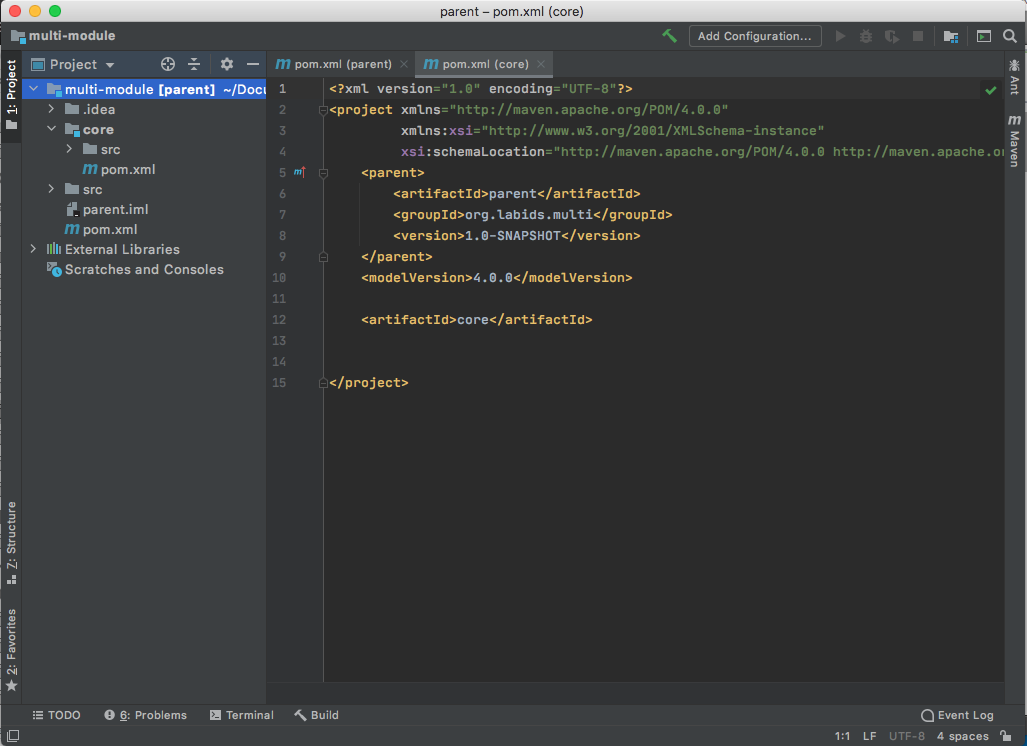 parent – pom.xml (core)
multi-module
Add Configuration...
1: Project
Project
multi-module [parent] ~/Docu
.idea
core
src
pom.xml
src
parent.iml
pom.xml
External Libraries
Scratches and Consoles
pom.xml (parent)
pom.xml (core)
1 <?xml version="1.0" encoding="UTF-8"?>
2 <project xmlns="http://maven.apache.org/POM/4.0.0"
3 xmlns:xsi="http://www.w3.org/2001/XMLSchema-instance"
4 xsi:schemaLocation="http://maven.apache.org/POM/4.0.0 http://maven.apache.or
5 <parent>
6 <artifactId>parent</artifactId>
7 <groupId>org.labids.multi</groupId>
8 <version>1.0-SNAPSHOT</version>
9 </parent>
10 <modelVersion>4.0.0</modelVersion>
11
12 <artifactId>core</artifactId>
13
14
15 </project>
Ant
Maven
Z: Structure
2: Favorites
TODO
6: Problems
Terminal
Build
Event Log
1:1 LF UTF-8 4 spaces